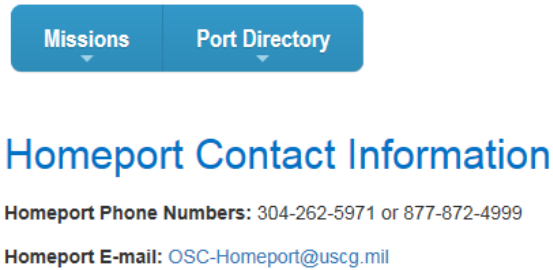 Missions Port Directory
Homeport Contact Information
Homeport Phone Numbers: 304-262-5971 or 877-872-4999
Homeport E-mail: OSC-Homeport@uscg.mil